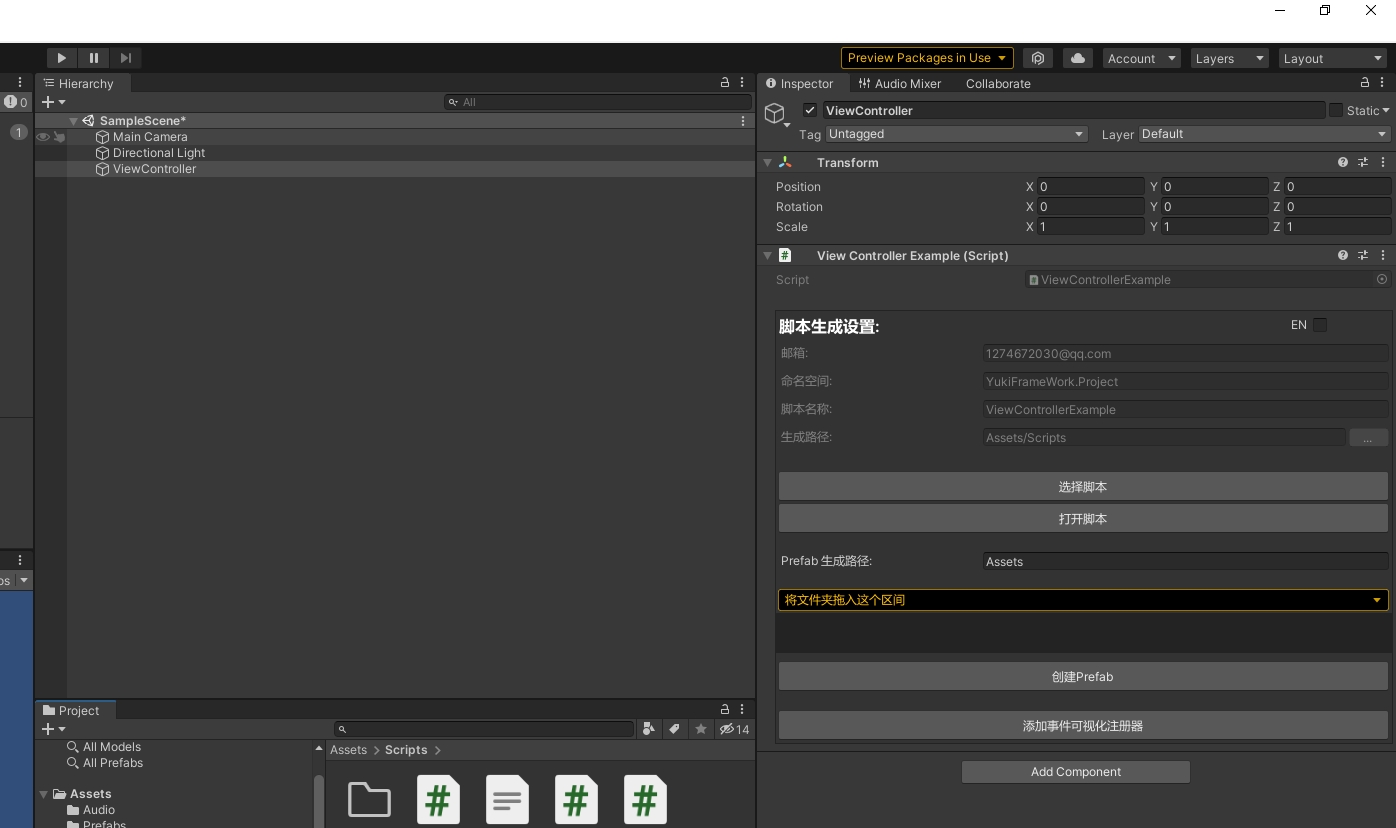 Preview Packages in Use
Account
Layers
Layout
Hierarchy
0
All
1
SampleScene*
Main Camera
Directional Light
ViewController
Inspector
Audio Mixer
Collaborate
ViewController
Static
Tag Untagged
Layer Default
Transform
Position X 0 Y 0 Z 0
Rotation X 0 Y 0 Z 0
Scale X 1 Y 1 Z 1
# View Controller Example (Script)
Script ViewControllerExample
脚本生成设置:
EN
邮箱: 1274672030@qq.com
命名空间: YukiFrameWork.Project
脚本名称: ViewControllerExample
生成路径: Assets/Scripts ...
选择脚本
打开脚本
Prefab 生成路径: Assets
将文件夹拖入这个区间
创建Prefab
添加事件可视化注册器
Add Component
Project
14
All Models
All Prefabs
Assets
Audio
Prefabs
Assets > Scripts >
# # #